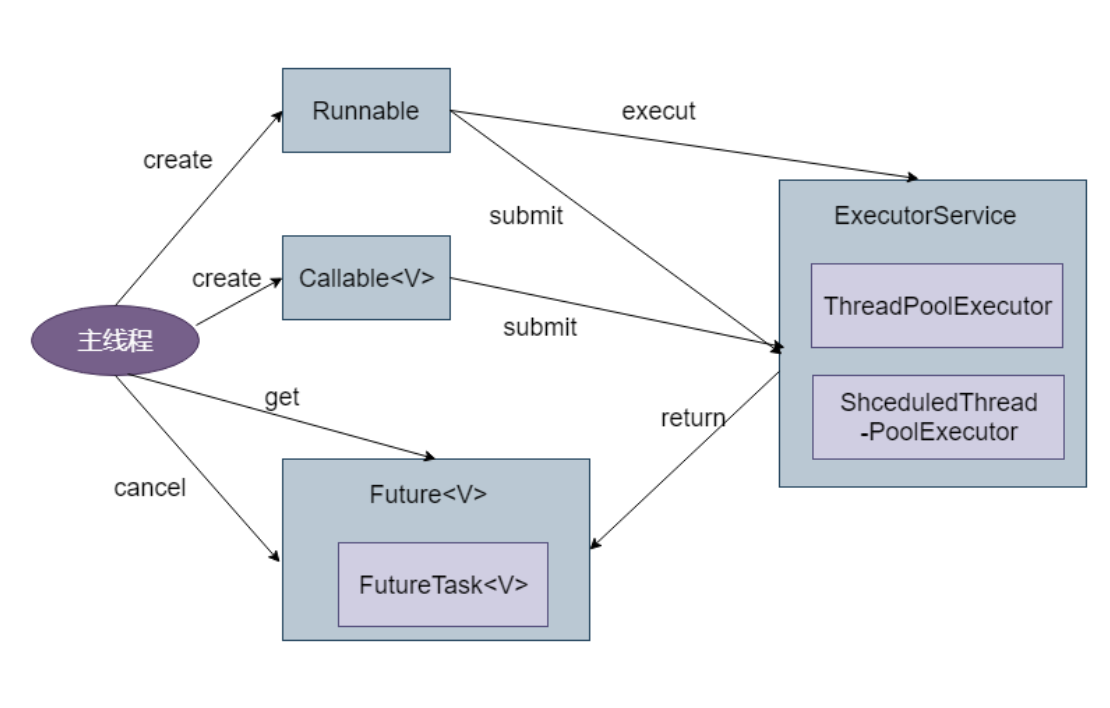 Runnable
execut
create
submit
ExecutorService
create
Callable<V>
ThreadPoolExecutor
submit
主线程
get
return
ShceduledThread
-PoolExecutor
cancel
Future<V>
FutureTask<V>